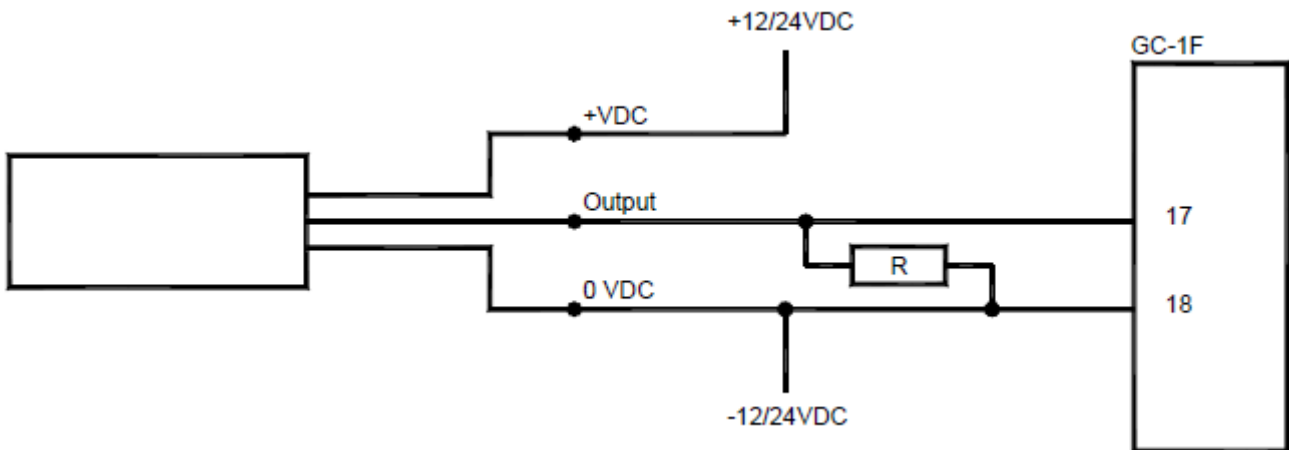 +12/24VDC
GC-1F
+VDC
Output
17
R
0 VDC
18
-12/24VDC